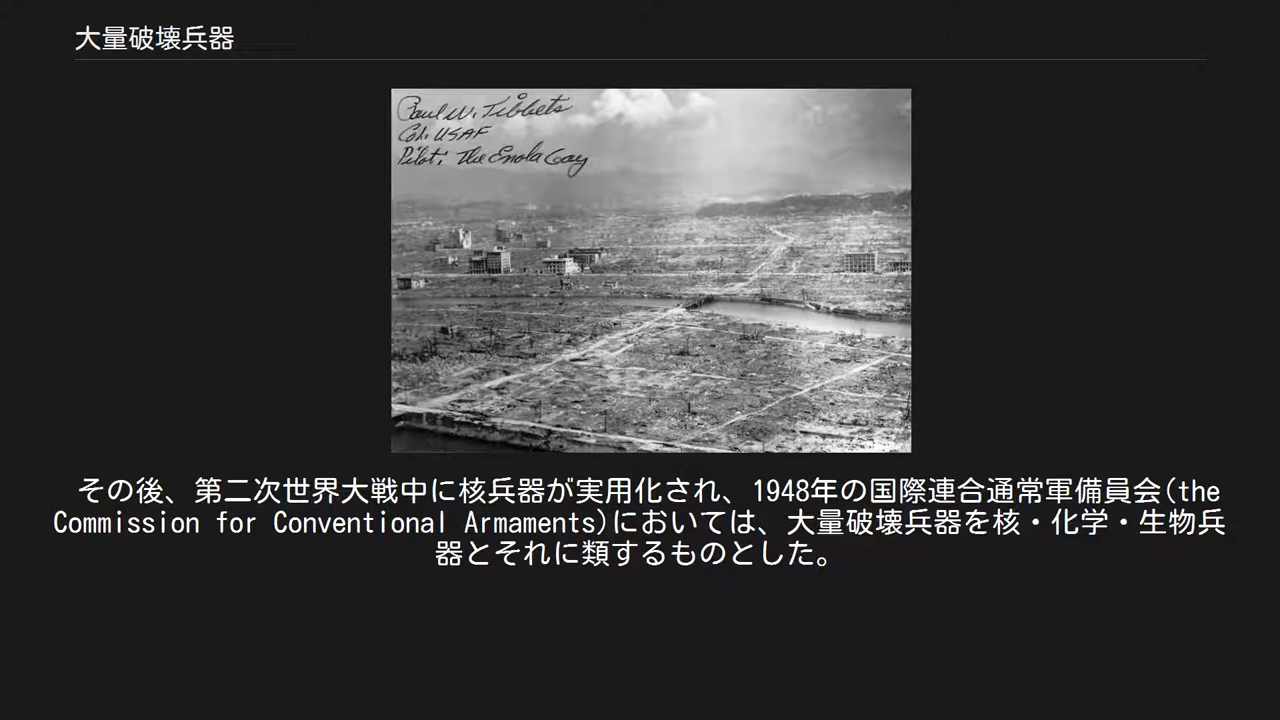 大量破壊兵器
Paul W. Tibbets
Col. USAF
Pilot: The Enola Gay
その後、第二次世界大戦中に核兵器が実用化され、1948年の国際連合通常軍備員会(the
Commission for Conventional Armaments)においては、大量破壊兵器を核・化学・生物兵
器とそれに類するものとした。